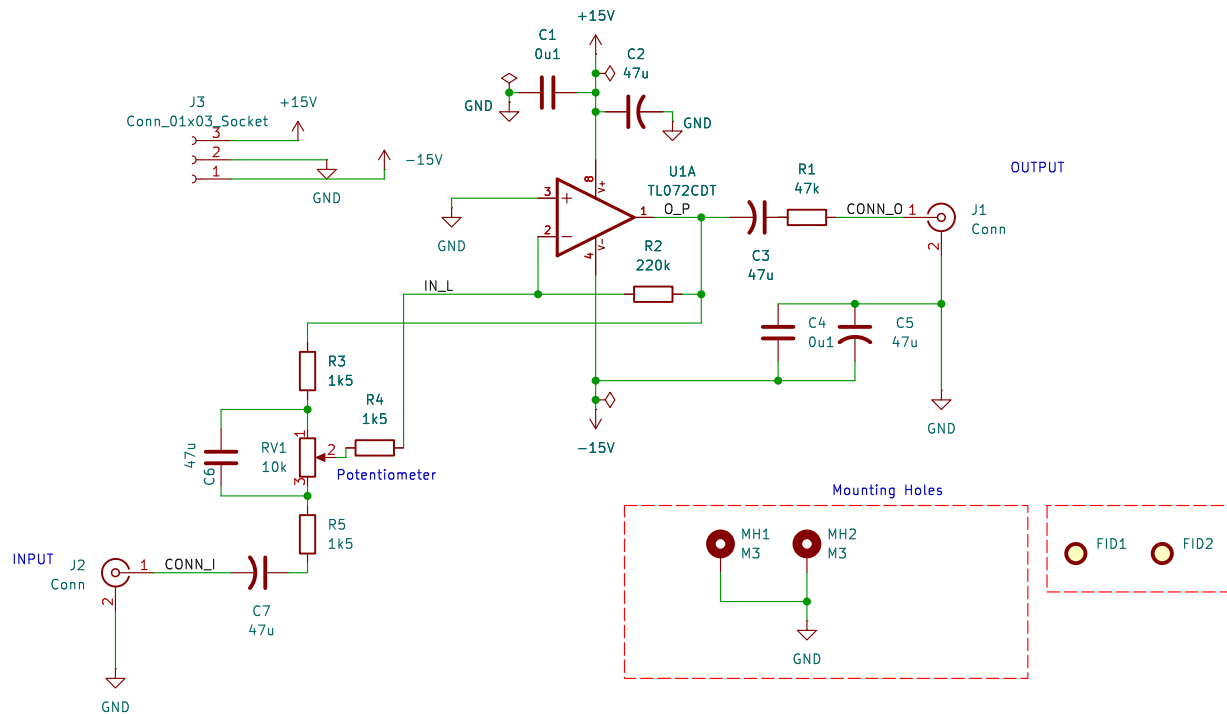 +15V
C1
0u1
C2
47u
GND
GND
J3
Conn_01x03_Socket
+15V
3
2
1
-15V
GND
U1A
TL072CDT
8
V+
3
+
2
-
1
O_P
4
V-
GND
R1
47k
OUTPUT
CONN_O
1
J1
Conn
2
C3
47u
R2
220k
IN_L
C4
0u1
C5
47u
GND
-15V
R3
1k5
R4
1k5
47u
C6
RV1
10k
1
2
3
Potentiometer
R5
1k5
INPUT
J2
Conn
1
CONN_I
2
C7
47u
GND
Mounting Holes
MH1
M3
MH2
M3
GND
FID1
FID2